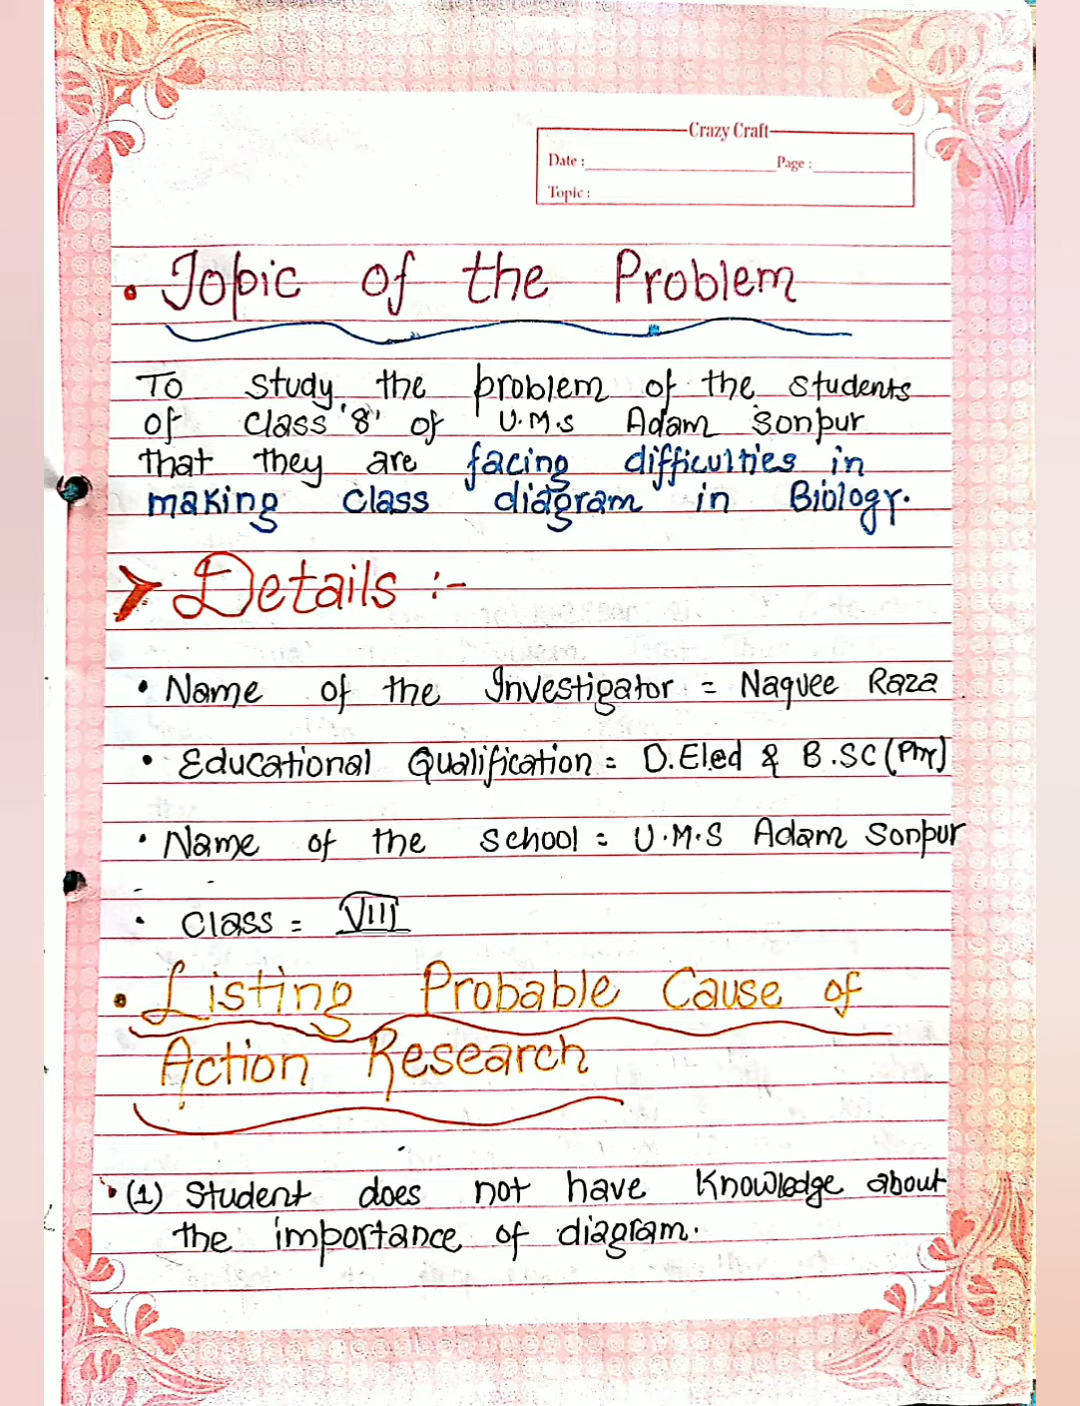 Crazy Craft
Date : Page :
Topic :
• Topic of the Problem
To study the problem of the students
of class '8' of U.M.S Adam Sonpur
that they are facing difficulties in
making class diagram in Biology.
Details :-
• Name of the Investigator = Naquee Raza
• Educational Qualification = D.Eled & B.SC (Phy)
• Name of the School = U.M.S Adam Sonpur
• Class = VIII
• Listing Probable Cause of
Action Research
• (1) Student does not have Knowledge about
the importance of diagram.